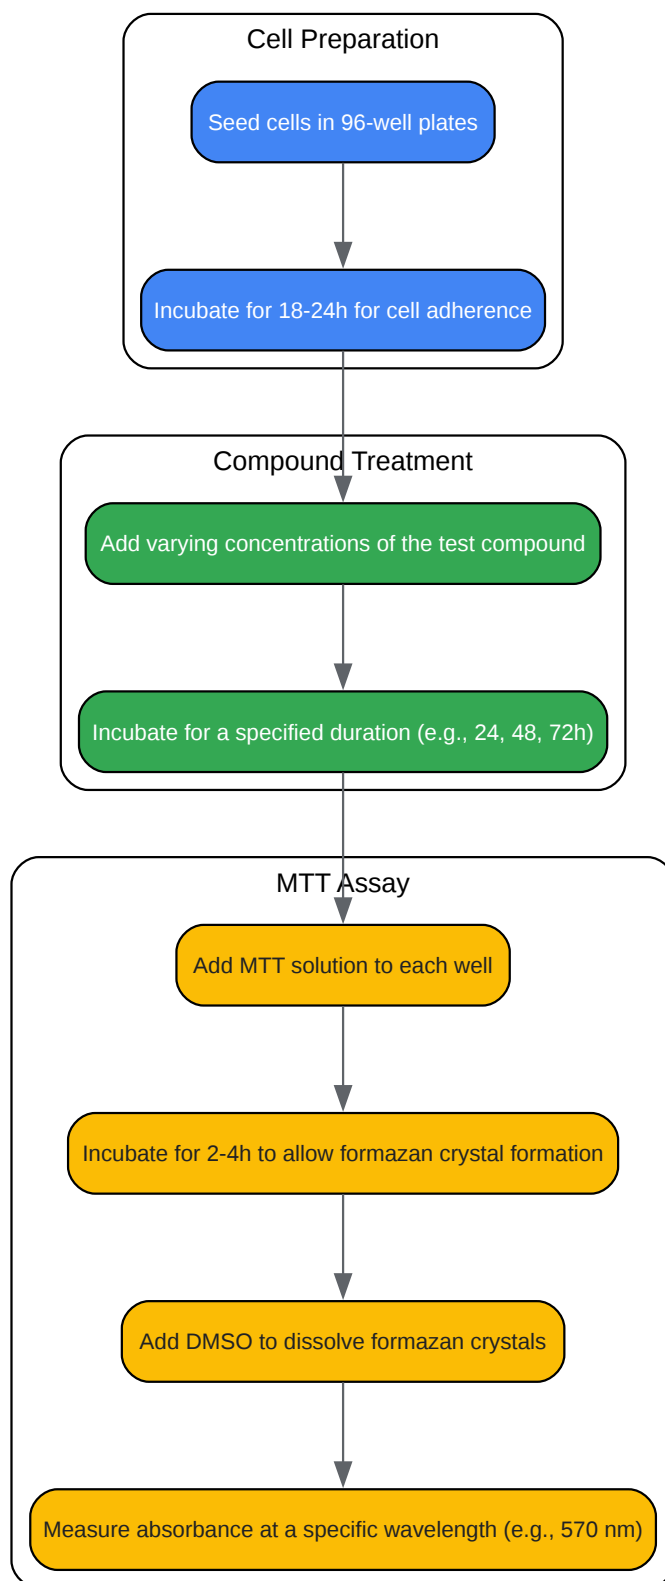 Cell Preparation
Seed cells in 96-well plates
Incubate for 18-24h for cell adherence
Compound Treatment
Add varying concentrations of the test compound
Incubate for a specified duration (e.g., 24, 48, 72h)
MTT Assay
Add MTT solution to each well
Incubate for 2-4h to allow formazan crystal formation
Add DMSO to dissolve formazan crystals
Measure absorbance at a specific wavelength (e.g., 570 nm)